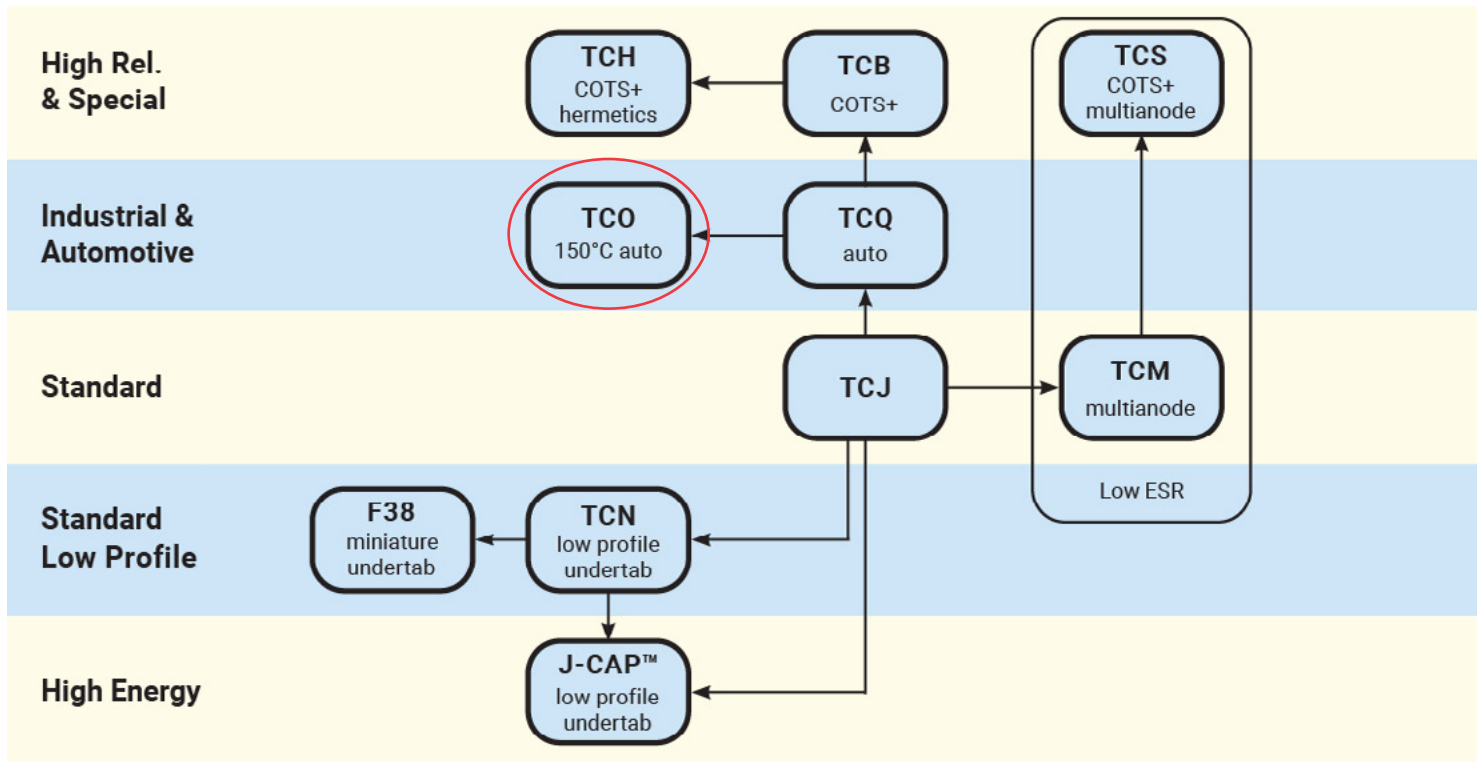 High Rel.
& Special
TCH
COTS+
hermetics
TCB
COTS+
TCS
COTS+
multianode
Industrial &
Automotive
TCO
150°C auto
TCQ
auto
Standard
TCJ
TCM
multianode
Low ESR
Standard
Low Profile
F38
miniature
undertab
TCN
low profile
undertab
High Energy
J-CAP™
low profile
undertab